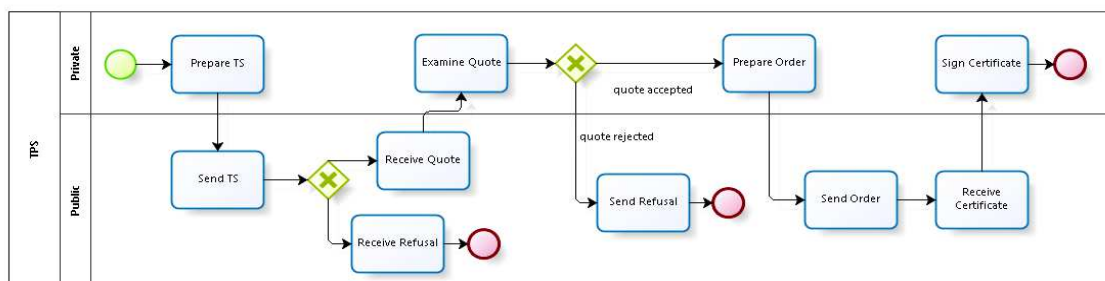 TPS
Private
Prepare TS
Examine Quote
Prepare Order
Sign Certificate
quote accepted
Public
Send TS
Receive Quote
quote rejected
Receive Refusal
Send Refusal
Send Order
Receive
Certificate